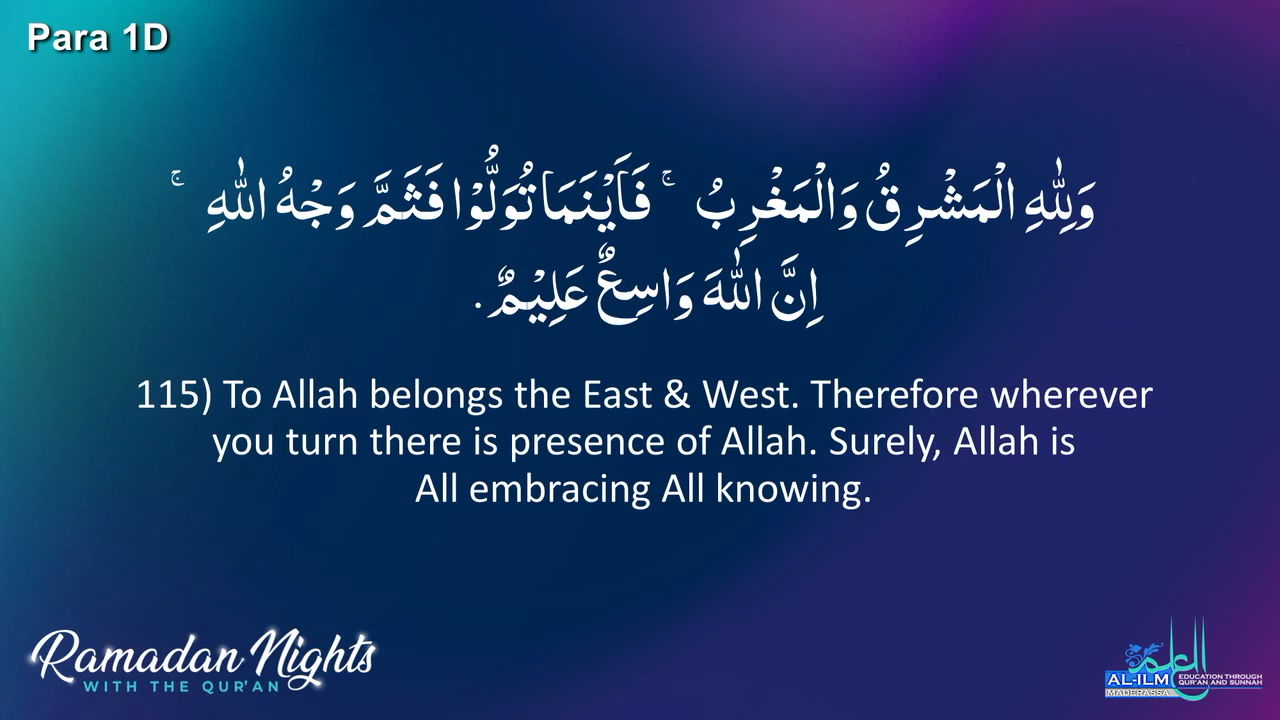 Para 1D
وَلِلّٰهِ الْمَشْرِقُ وَالْمَغْرِبُ ۚ فَاَيْنَمَا تُوَلُّوْا فَثَمَّ وَجْهُ اللّٰهِ ۚ
اِنَّ اللّٰهَ وَاسِعٌ عَلِيْمٌ.
115) To Allah belongs the East & West. Therefore wherever
you turn there is presence of Allah. Surely, Allah is
All embracing All knowing.
Ramadan Nights
WITH THE QUR'AN
العلم
AL-ILM
MADERASSA
EDUCATION THROUGH
QUR'AN AND SUNNAH